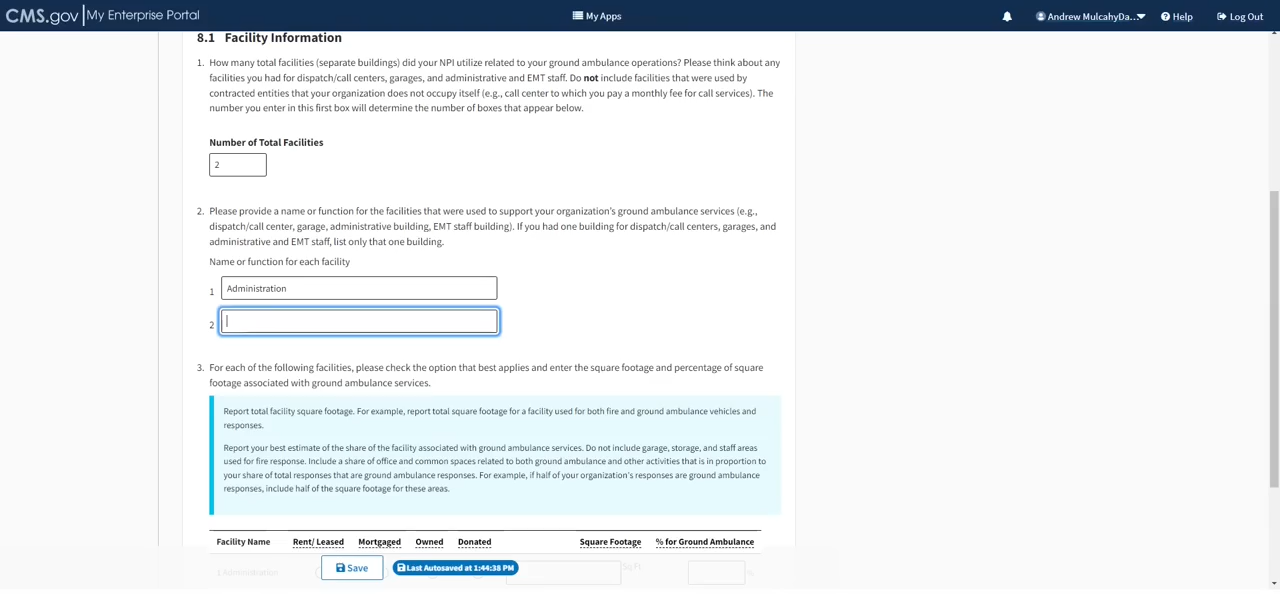 CMS.gov My Enterprise Portal
My Apps
Andrew MulcahyDa...
Help
Log Out
8.1 Facility Information
1. How many total facilities (separate buildings) did your NPI utilize related to your ground ambulance operations? Please think about any
facilities you had for dispatch/call centers, garages, and administrative and EMT staff. Do not include facilities that were used by
contracted entities that your organization does not occupy itself (e.g., call center to which you pay a monthly fee for call services). The
number you enter in this first box will determine the number of boxes that appear below.
Number of Total Facilities
2
2. Please provide a name or function for the facilities that were used to support your organization's ground ambulance services (e.g.,
dispatch/call center, garage, administrative building, EMT staff building). If you had one building for dispatch/call centers, garages, and
administrative and EMT staff, list only that one building.
Name or function for each facility
1 Administration
2
3. For each of the following facilities, please check the option that best applies and enter the square footage and percentage of square
footage associated with ground ambulance services.
Report total facility square footage. For example, report total square footage for a facility used for both fire and ground ambulance vehicles and
responses.
Report your best estimate of the share of the facility associated with ground ambulance services. Do not include garage, storage, and staff areas
used for fire response. Include a share of office and common spaces related to both ground ambulance and other activities that is in proportion to
your share of total responses that are ground ambulance responses. For example, if half of your organization's responses are ground ambulance
responses, include half of the square footage for these areas.
Facility Name Rent/ Leased Mortgaged Owned Donated Square Footage % for Ground Ambulance
1 Administration Sq Ft. %
Save
Last Autosaved at 1:44:38 PM